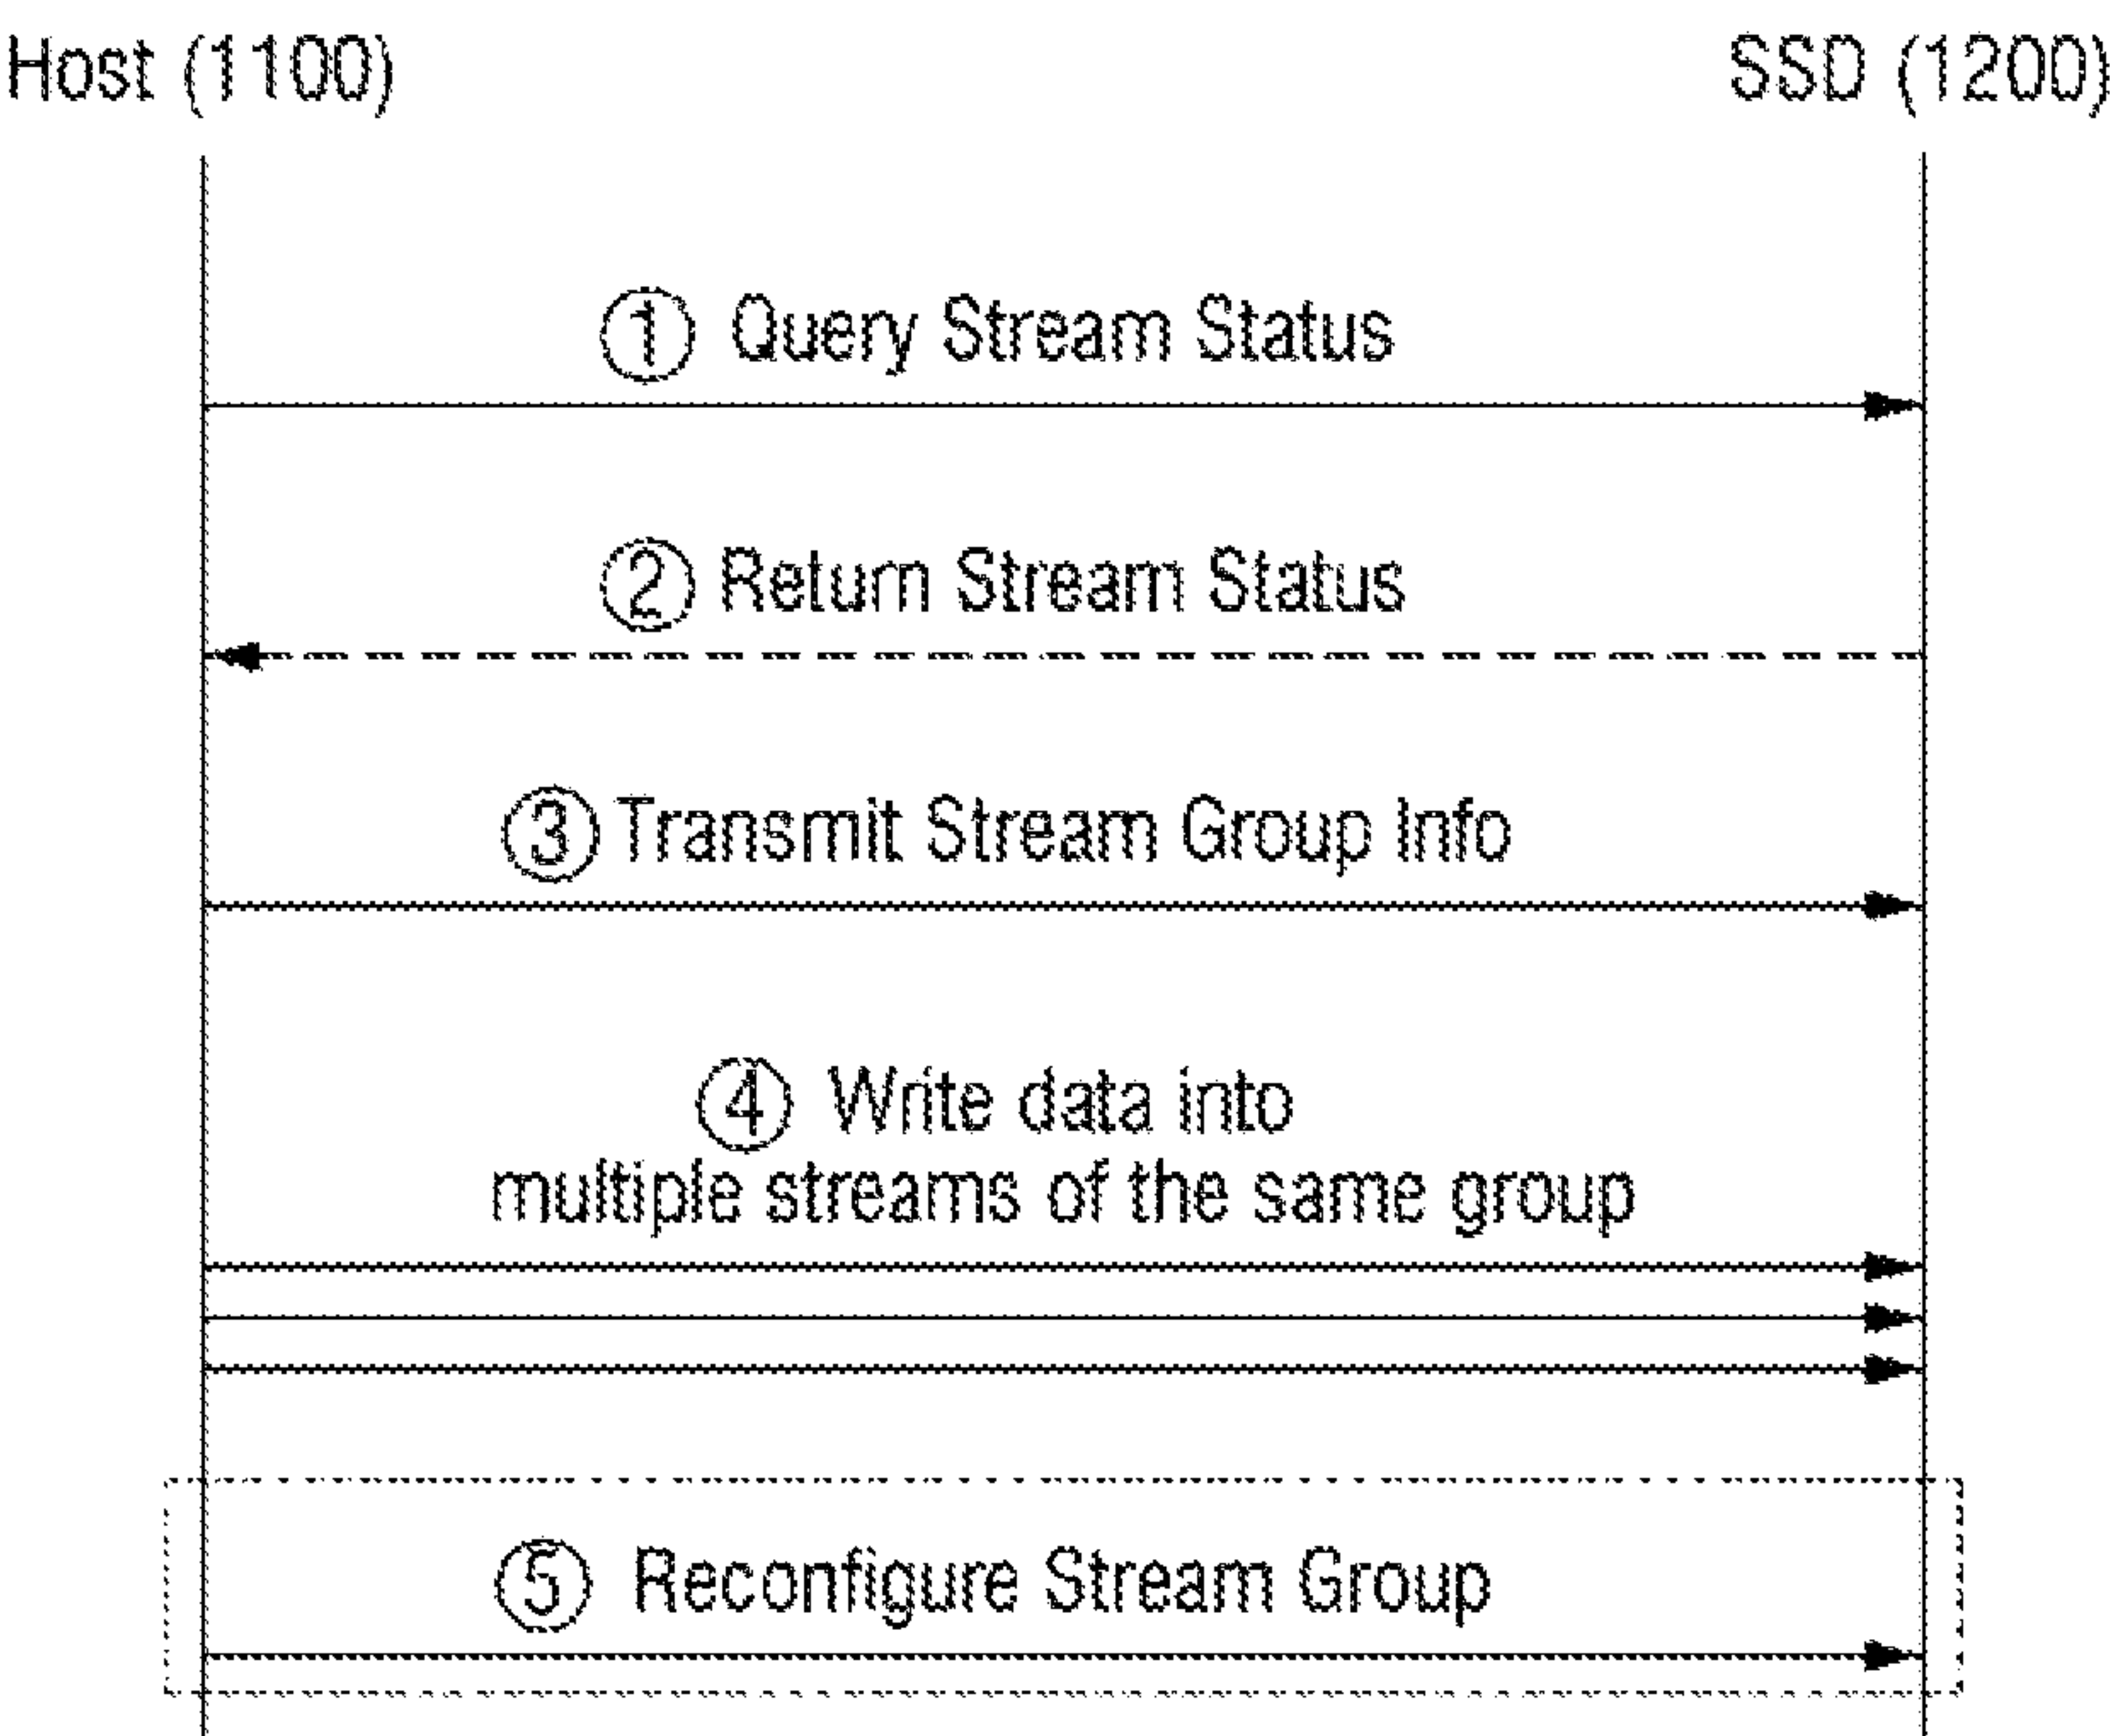 Host (1100) SSD (1200)
① Query Stream Status
② Return Stream Status
③ Transmit Stream Group Info
④ Write data into
multiple streams of the same group
⑤ Reconfigure Stream Group